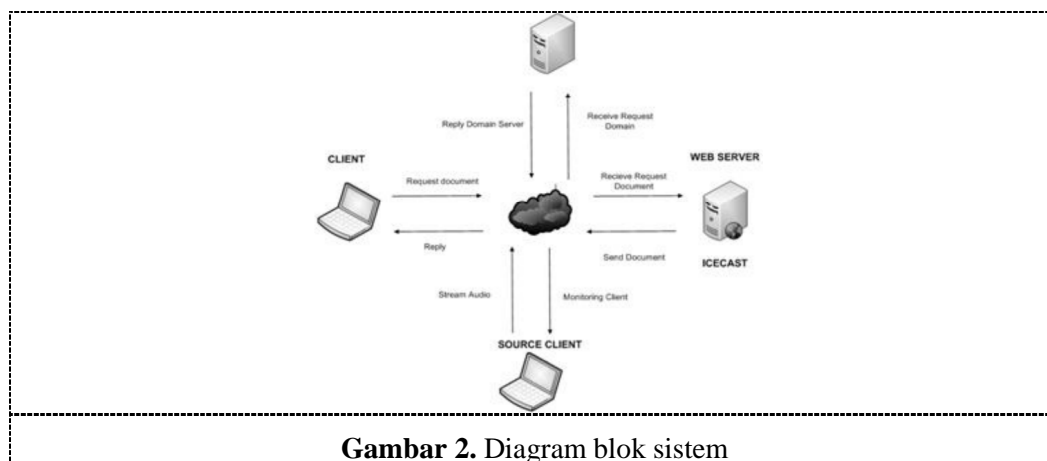 Reply Domain Server
Receive Request
Domain
CLIENT
WEB SERVER
Request document
Recieve Request
Document
Reply
Send Document
ICECAST
Stream Audio
Monitoring Client
SOURCE CLIENT
Gambar 2. Diagram blok sistem